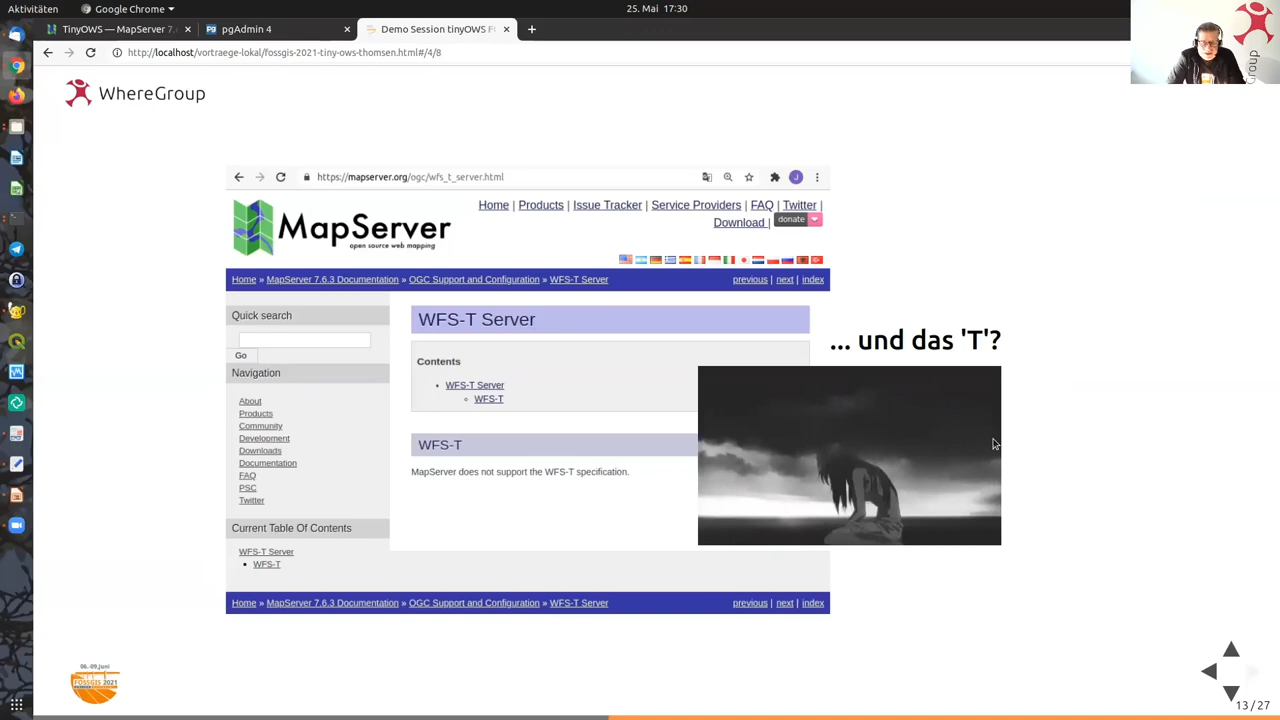 Aktivitäten
Google Chrome
25. Mai 17:30
TinyOWS — MapServer 7.
pgAdmin 4
Demo Session tinyOWS F
http://localhost/vortraege-lokal/fossgis-2021-tiny-ows-thomsen.html#/4/8
WhereGroup
Group
https://mapserver.org/ogc/wfs_t_server.html
J
MapServer
open source web mapping
Home | Products | Issue Tracker | Service Providers | FAQ | Twitter |
Download | donate
Home » MapServer 7.6.3 Documentation » OGC Support and Configuration » WFS-T Server
previous | next | index
Quick search
Go
Navigation
About
Products
Community
Development
Downloads
Documentation
FAQ
PSC
Twitter
Current Table Of Contents
WFS-T Server
WFS-T
WFS-T Server
Contents
WFS-T Server
WFS-T
WFS-T
MapServer does not support the WFS-T specification.
... und das 'T'?
Home » MapServer 7.6.3 Documentation » OGC Support and Configuration » WFS-T Server
previous | next | index
06.-09.Juni
FOSSGIS 2021
13 / 27